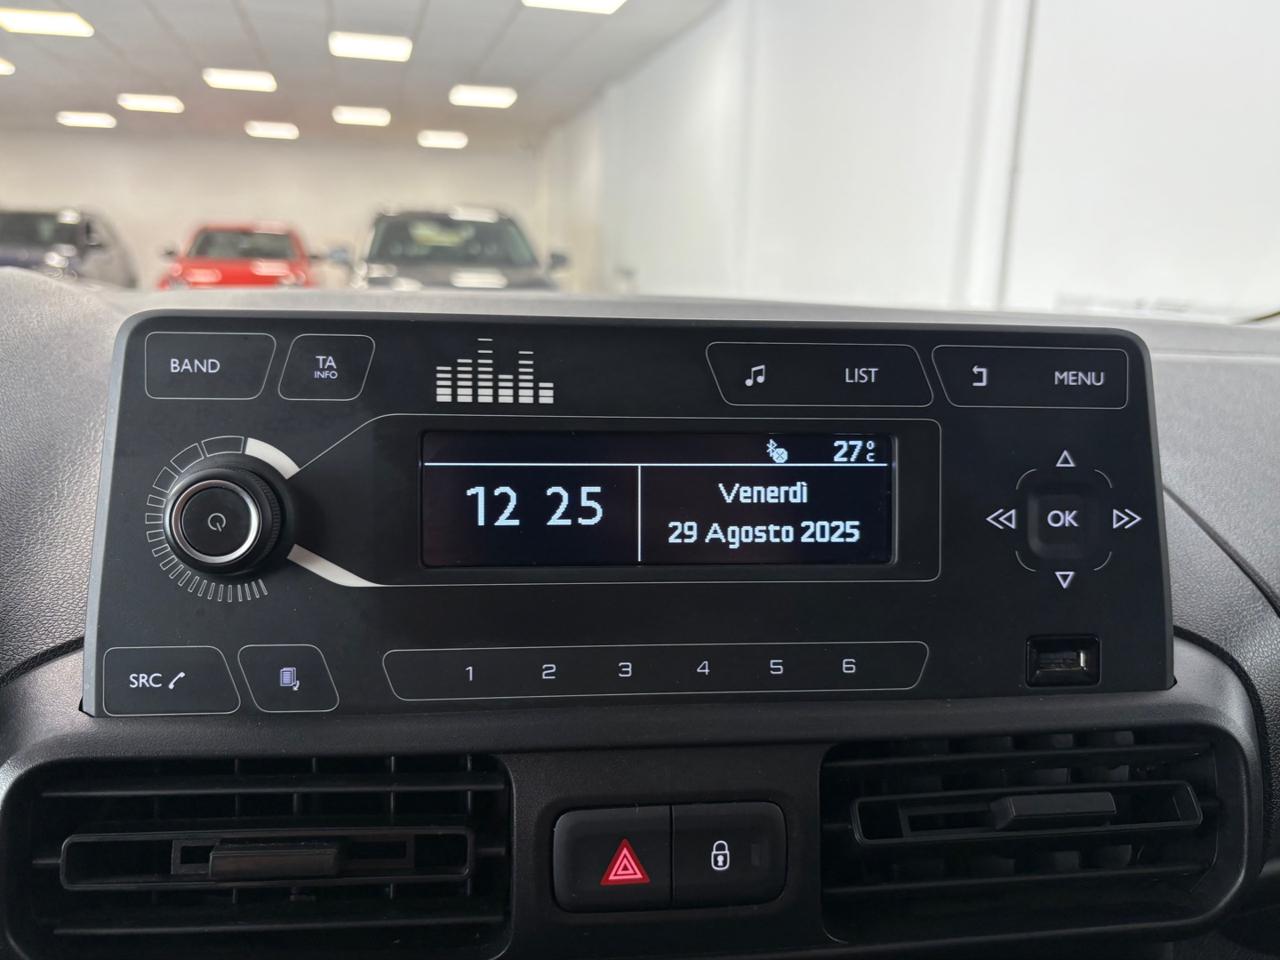 BAND
TA
INFO
LIST
MENU
27°C
12 25
Venerdì
29 Agosto 2025
OK
SRC
1 2 3 4 5 6